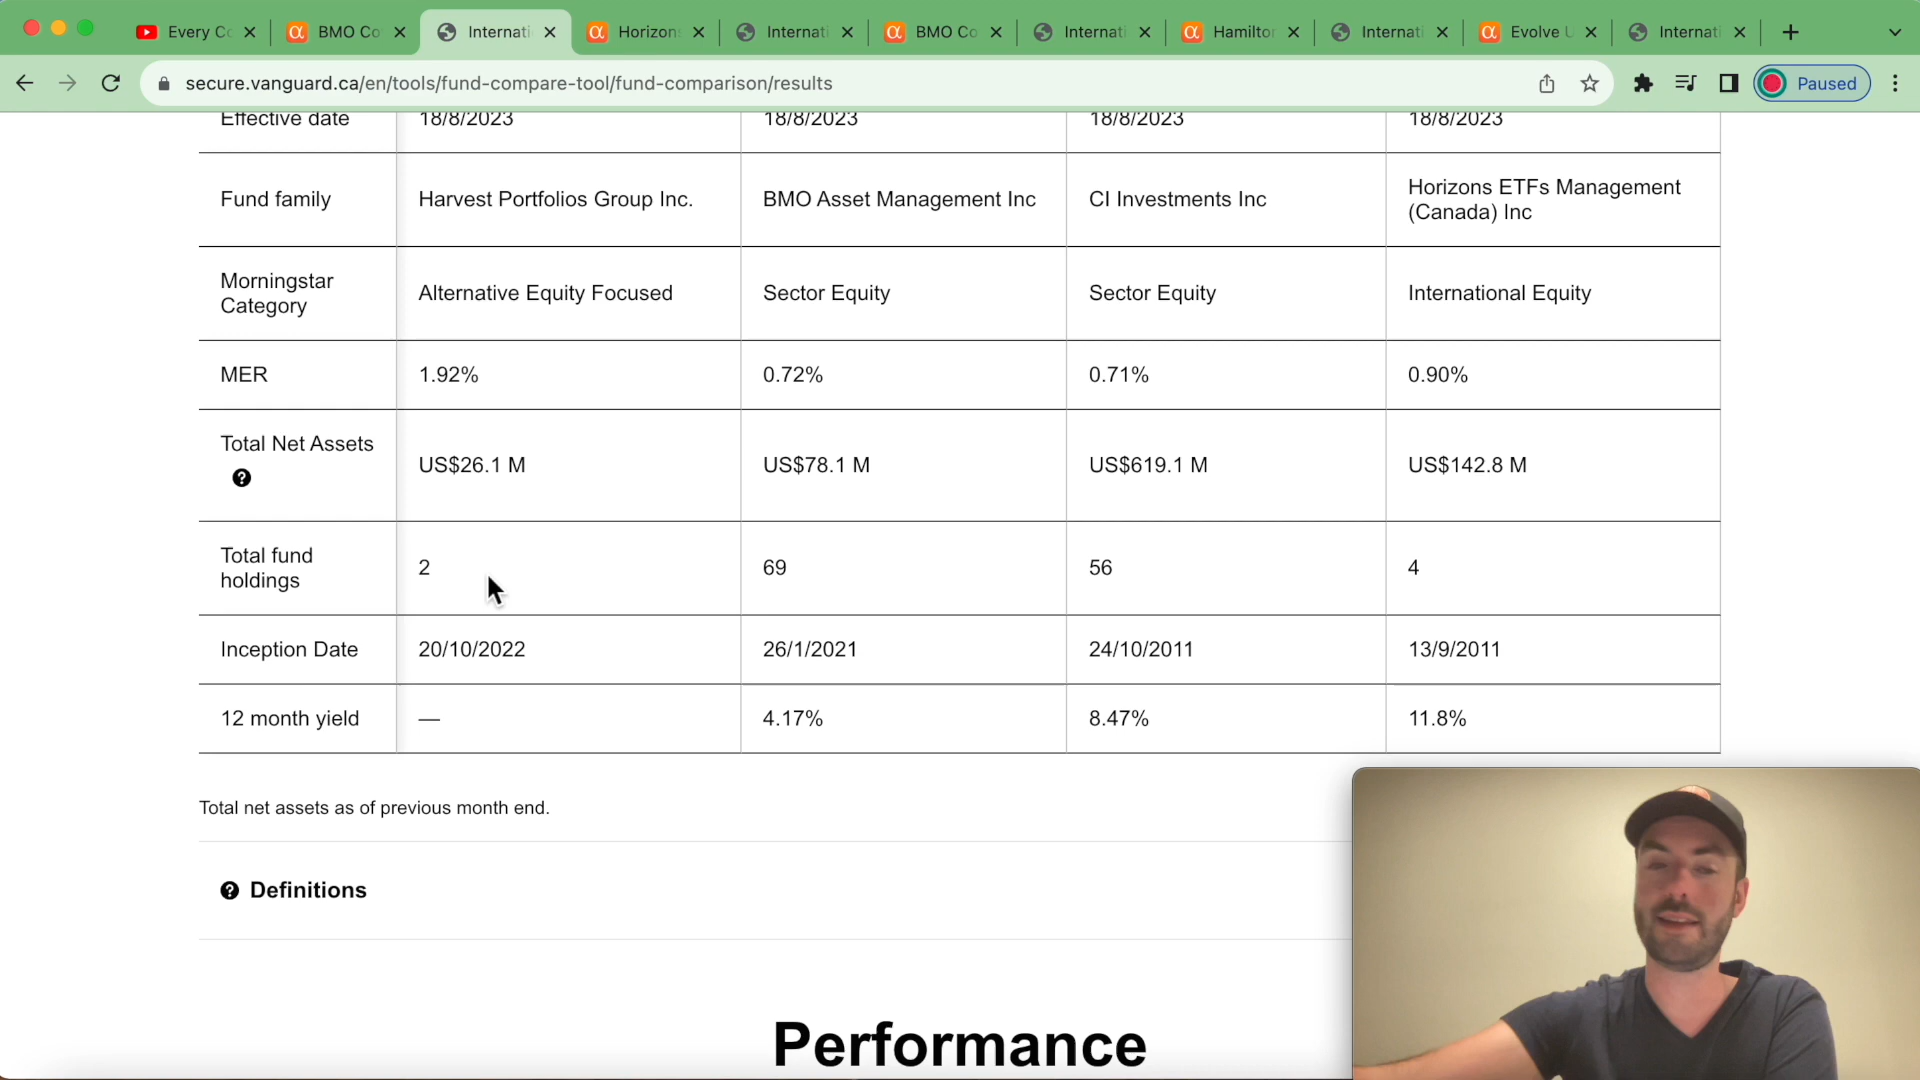 Every Co
BMO Co
Internati
Horizon
Internati
BMO Co
Internati
Hamilto
Internati
Evolve
Internati
secure.vanguard.ca/en/tools/fund-compare-tool/fund-comparison/results
Paused
Effective date 18/8/2023 18/8/2023 18/8/2023 18/8/2023
Fund family Harvest Portfolios Group Inc. BMO Asset Management Inc CI Investments Inc Horizons ETFs Management
(Canada) Inc
Morningstar
Category Alternative Equity Focused Sector Equity Sector Equity International Equity
MER 1.92% 0.72% 0.71% 0.90%
Total Net Assets
? US$26.1 M US$78.1 M US$619.1 M US$142.8 M
Total fund
holdings 2 69 56 4
Inception Date 20/10/2022 26/1/2021 24/10/2011 13/9/2011
12 month yield — 4.17% 8.47% 11.8%
Total net assets as of previous month end.
? Definitions
Performance